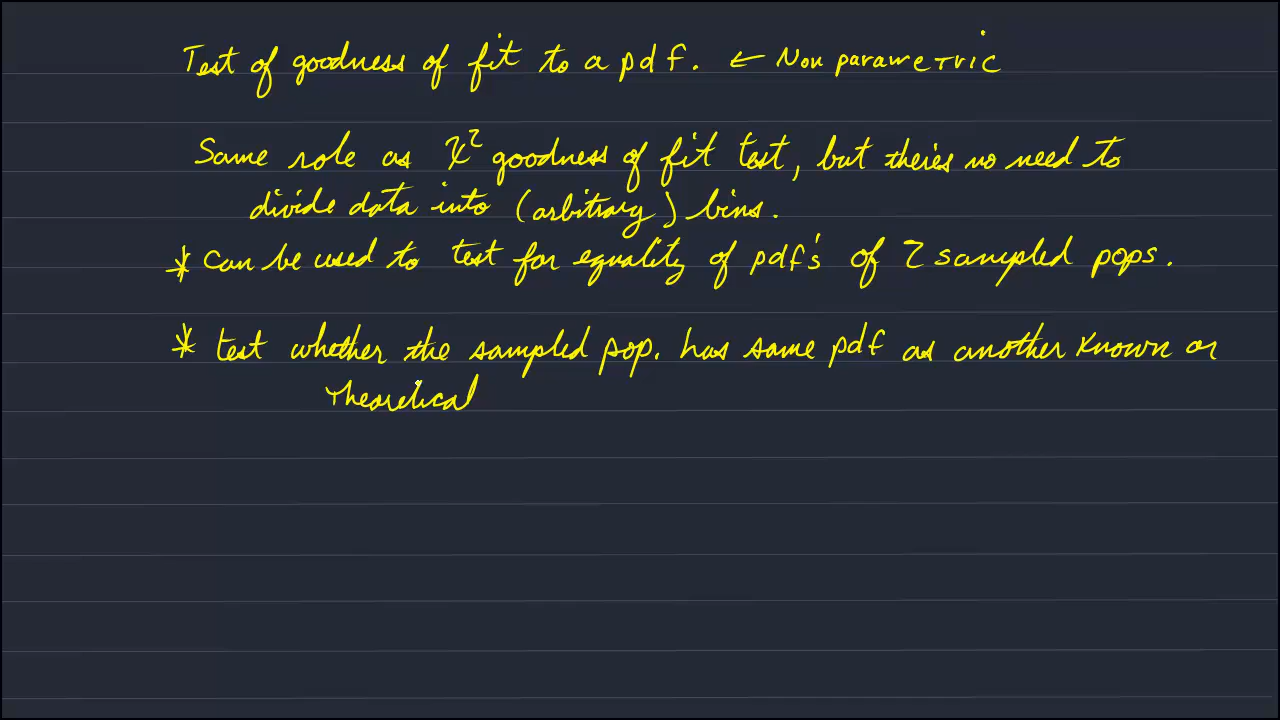 Test of goodness of fit to a pdf. ← Non parametric
Same role as χ² goodness of fit test, but there's no need to
divide data into (arbitrary) bins.
* Can be used to test for equality of pdf's of 2 sampled pops.
* test whether the sampled pop. has same pdf as another known or
theoretical